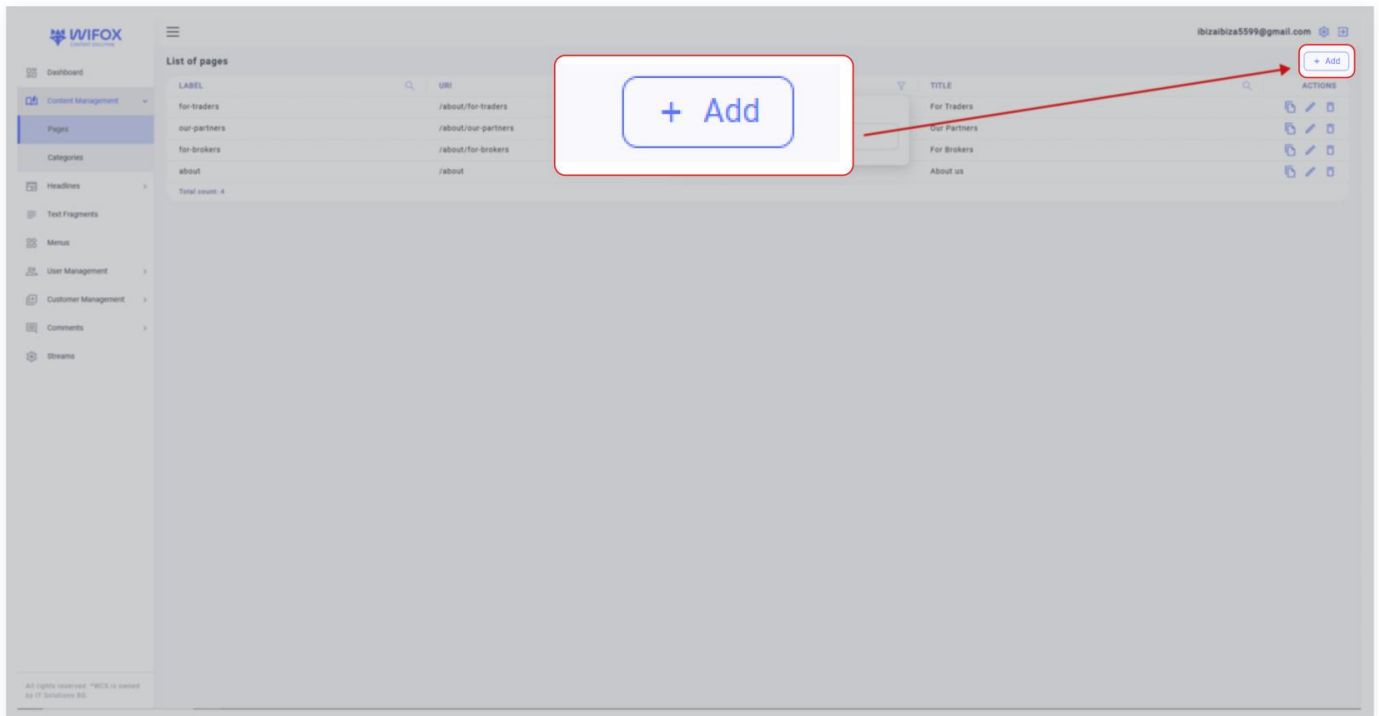 WIFOX
CONTENT SOLUTION
ibizaibiza5599@gmail.com
Dashboard
Content Management
Pages
Categories
Headlines
Text Fragments
Menus
User Management
Customer Management
Comments
Streams
List of pages
+ Add
+ Add
LABEL URI TITLE ACTIONS
for-traders /about/for-traders For Traders
our-partners /about/our-partners Our Partners
for-brokers /about/for-brokers For Brokers
about /about About us
Total count: 4
All rights reserved. ®WCS is owned
by IT Solutions BG.